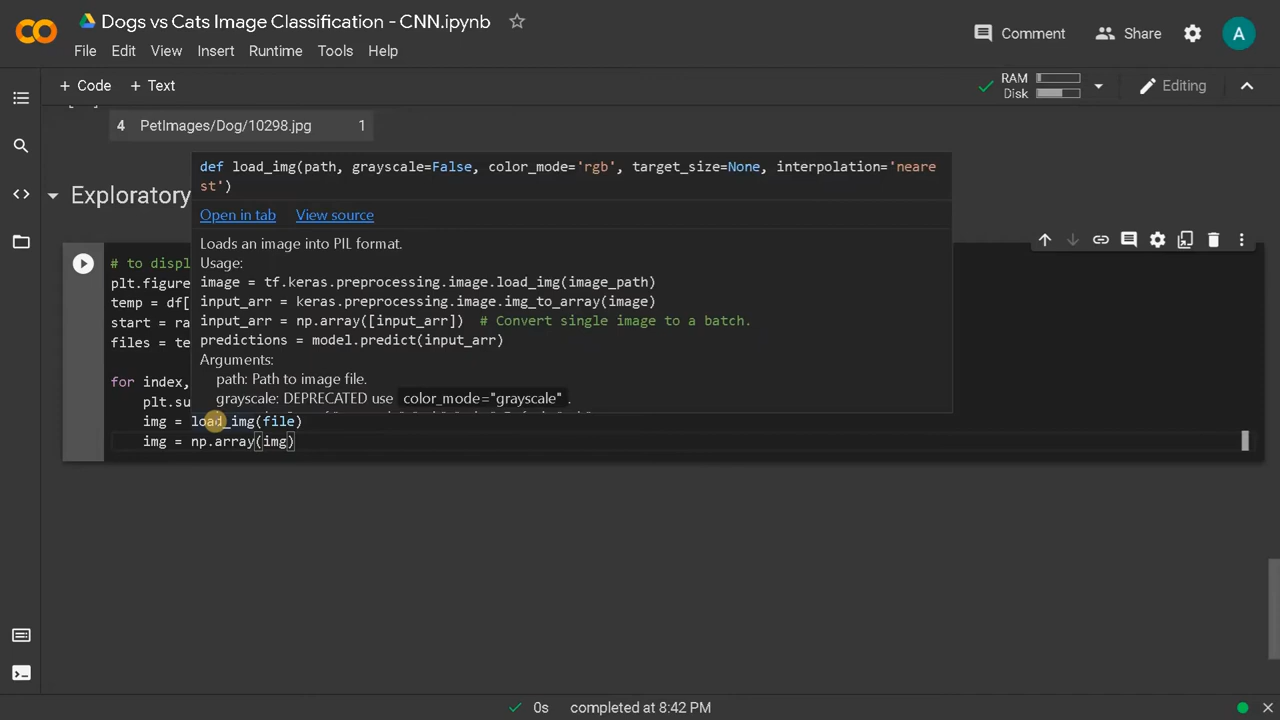 Dogs vs Cats Image Classification - CNN.ipynb
File Edit View Insert Runtime Tools Help
Comment Share A
+ Code + Text RAM Disk Editing
4 PetImages/Dog/10298.jpg 1
Exploratory
def load_img(path, grayscale=False, color_mode='rgb', target_size=None, interpolation='neare
st')
Open in tab View source
Loads an image into PIL format.
Usage:
image = tf.keras.preprocessing.image.load_img(image_path)
input_arr = keras.preprocessing.image.img_to_array(image)
input_arr = np.array([input_arr]) # Convert single image to a batch.
predictions = model.predict(input_arr)
Arguments:
path: Path to image file.
grayscale: DEPRECATED use color_mode="grayscale" .
# to displ
plt.figure
temp = df[
start = ra
files = te
for index,
plt.su
img = load_img(file)
img = np.array(img)
0s completed at 8:42 PM